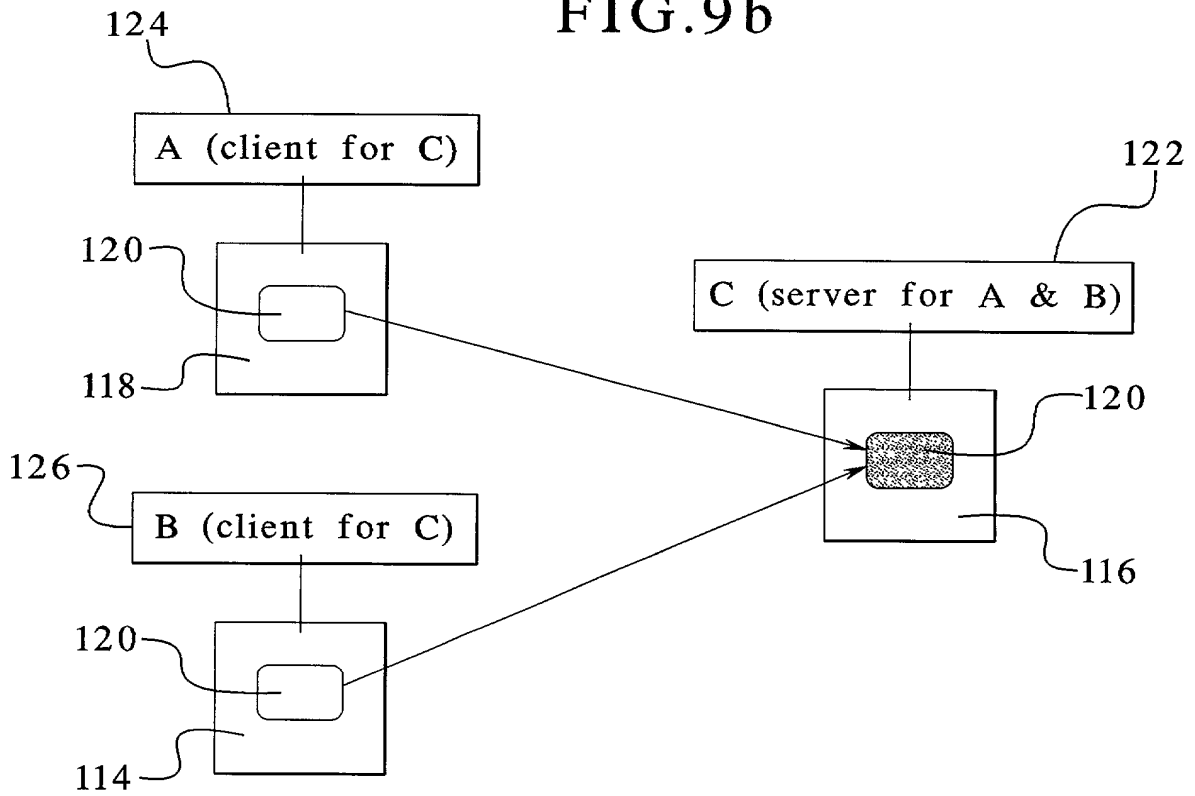 FIG.9b
124
A (client for C)
122
120
C (server for A & B)
118
120
126
B (client for C)
116
120
114